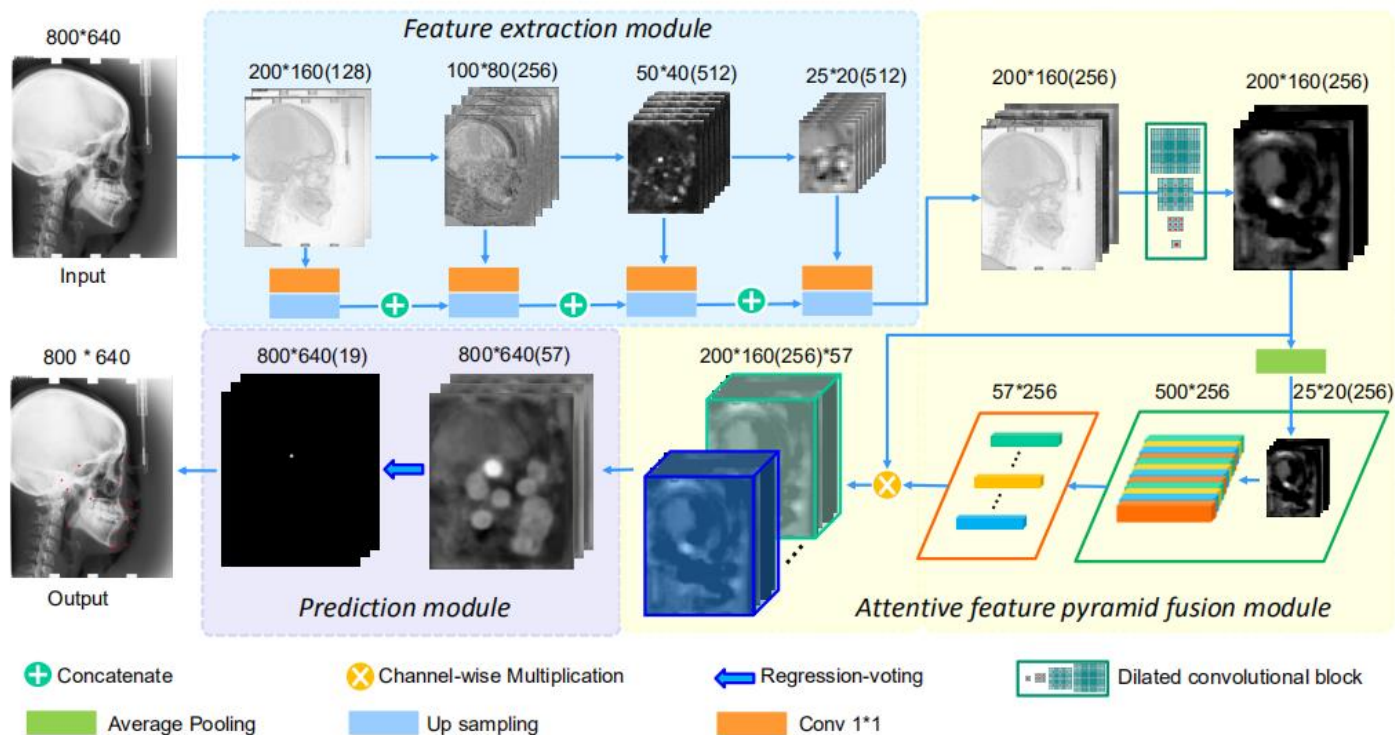 800*640
Feature extraction module
200*160(128)
100*80(256)
50*40(512)
25*20(512)
200*160(256)
200*160(256)
Input
800 * 640
800*640(19)
800*640(57)
200*160(256)*57
57*256
500*256
25*20(256)
Output
Prediction module
Attentive feature pyramid fusion module
Concatenate
Channel-wise Multiplication
Regression-voting
Dilated convolutional block
Average Pooling
Up sampling
Conv 1*1